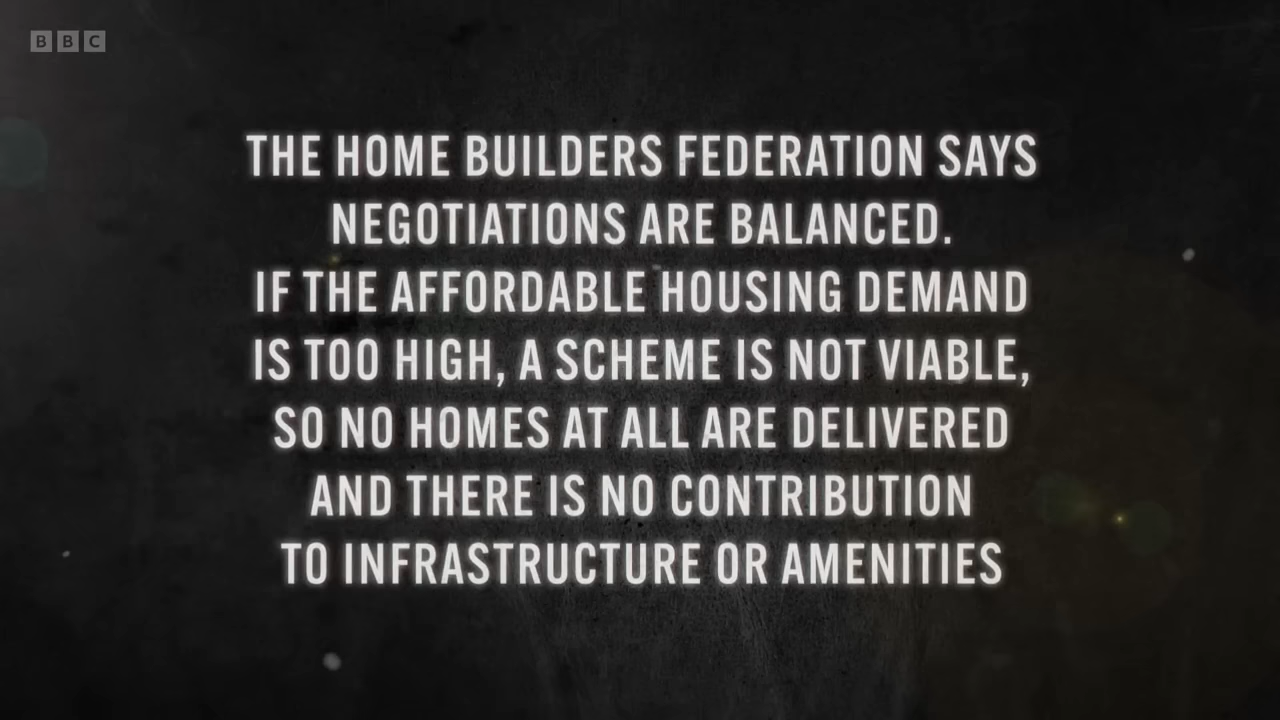 BBC
THE HOME BUILDERS FEDERATION SAYS
NEGOTIATIONS ARE BALANCED.
IF THE AFFORDABLE HOUSING DEMAND
IS TOO HIGH, A SCHEME IS NOT VIABLE,
SO NO HOMES AT ALL ARE DELIVERED
AND THERE IS NO CONTRIBUTION
TO INFRASTRUCTURE OR AMENITIES